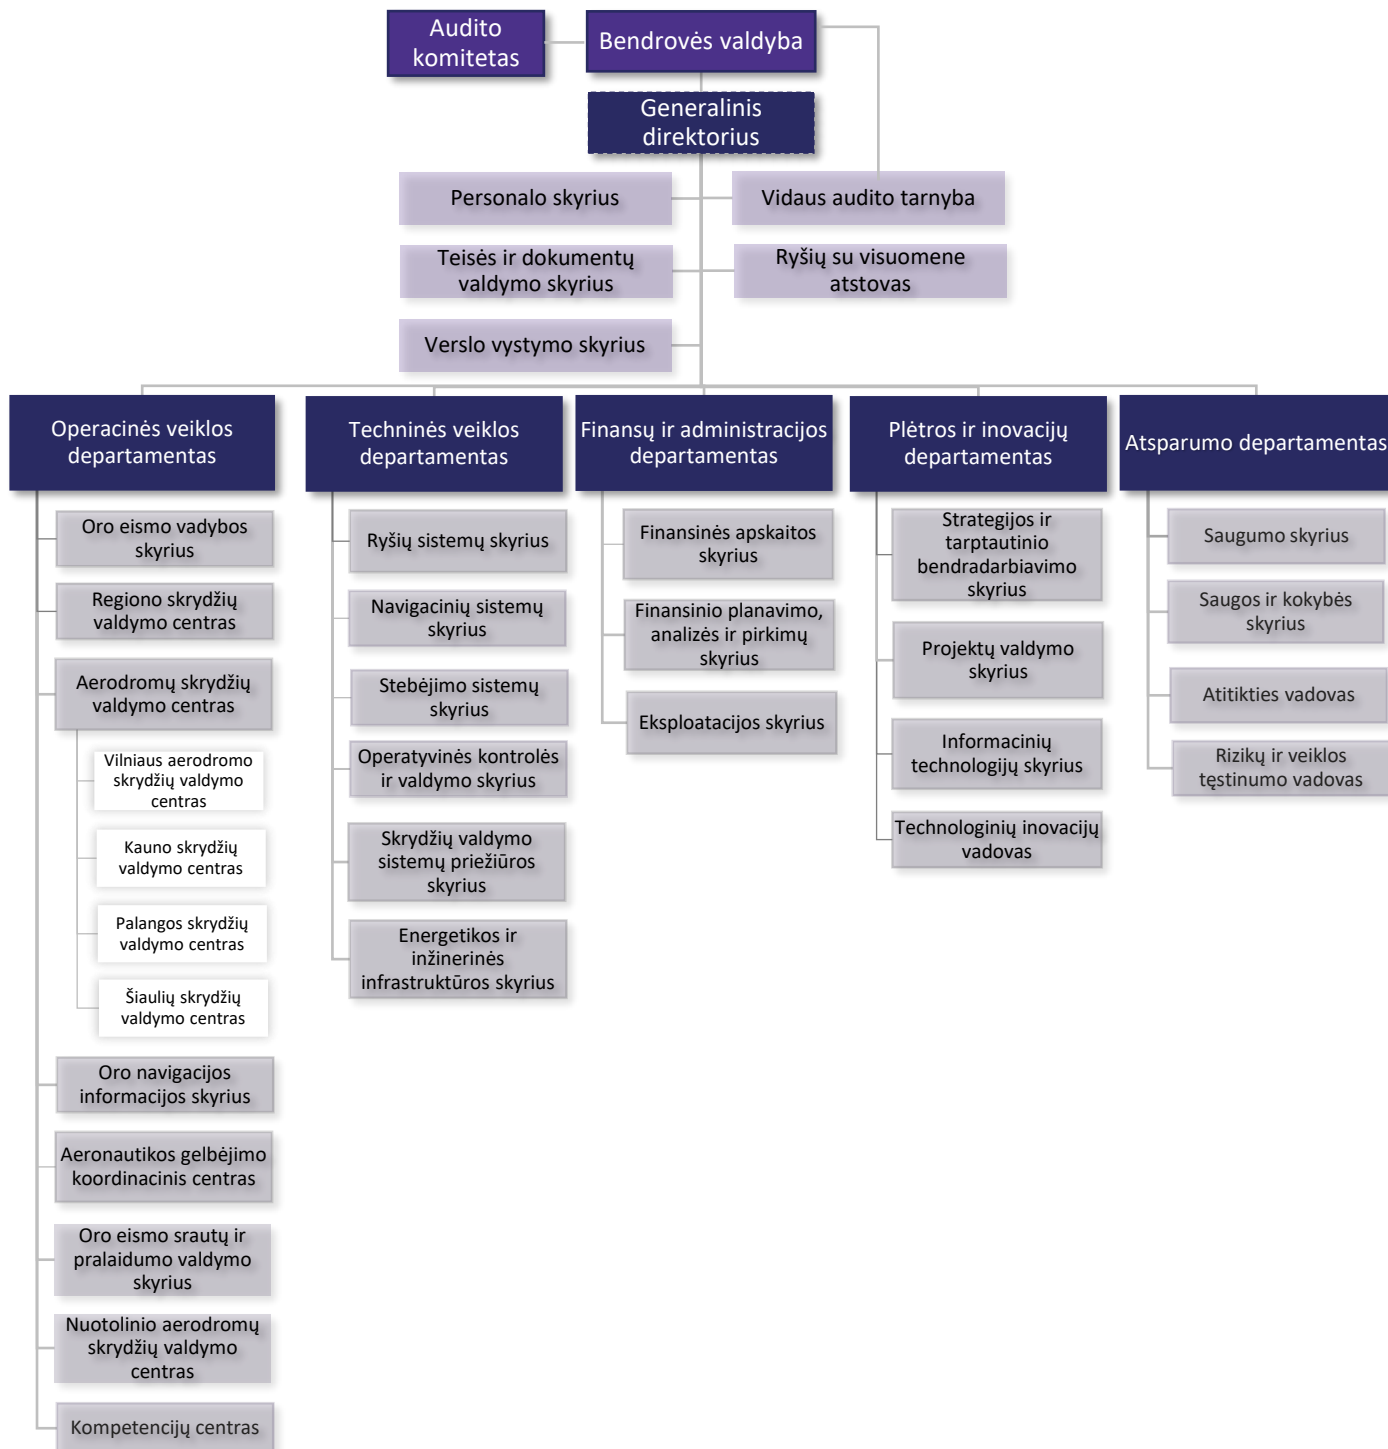 Audito
komitetas
Bendrovės valdyba
Generalinis
direktorius
Personalo skyrius
Vidaus audito tarnyba
Teisės ir dokumentų
valdymo skyrius
Ryšių su visuomene
atstovas
Verslo vystymo skyrius
Operacinės veiklos
departamentas
Oro eismo vadybos
skyrius
Regiono skrydžių
valdymo centras
Aerodromų skrydžių
valdymo centras
Vilniaus aerodromo
skrydžių valdymo
centras
Kauno skrydžių
valdymo centras
Palangos skrydžių
valdymo centras
Šiaulių skrydžių
valdymo centras
Oro navigacijos
informacijos skyrius
Aeronautikos gelbėjimo
koordinacinis centras
Oro eismo srautų ir
pralaidumo valdymo
skyrius
Nuotolinio aerodromų
skrydžių valdymo
centras
Kompetencijų centras
Techninės veiklos
departamentas
Ryšių sistemų skyrius
Navigacinių sistemų
skyrius
Stebėjimo sistemų
skyrius
Operatyvinės kontrolės
ir valdymo skyrius
Skrydžių valdymo
sistemų priežiūros
skyrius
Energetikos ir
inžinerinės
infrastruktūros skyrius
Finansų ir administracijos
departamentas
Finansinės apskaitos
skyrius
Finansinio planavimo,
analizės ir pirkimų
skyrius
Eksploatacijos skyrius
Plėtros ir inovacijų
departamentas
Strategijos ir
tarptautinio
bendradarbiavimo
skyrius
Projektų valdymo
skyrius
Informacinių
technologijų skyrius
Technologinių inovacijų
vadovas
Atsparumo departamentas
Saugumo skyrius
Saugos ir kokybės
skyrius
Atitikties vadovas
Rizikų ir veiklos
tęstinumo vadovas